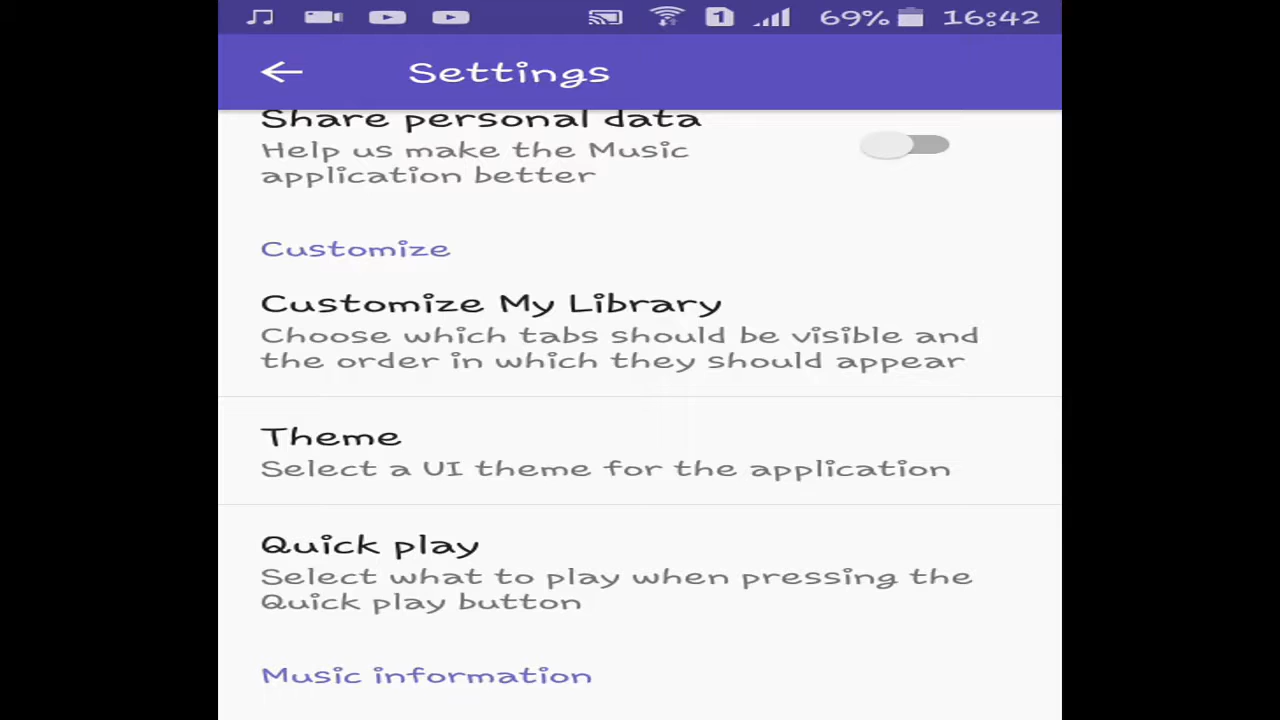 1 69% 16:42
Settings
Share personal data
Help us make the Music
application better
Customize
Customize My Library
Choose which tabs should be visible and
the order in which they should appear
Theme
Select a UI theme for the application
Quick play
Select what to play when pressing the
Quick play button
Music information